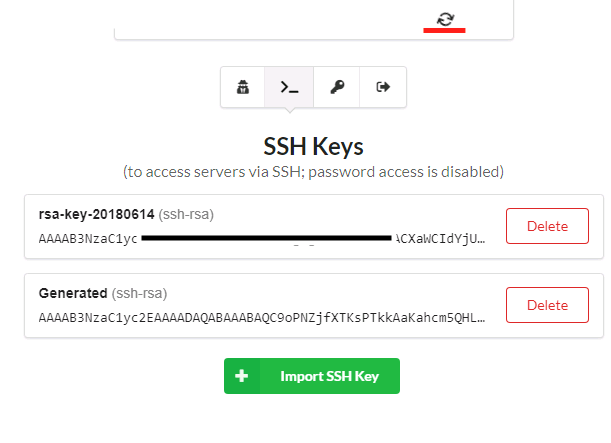 SSH Keys
(to access servers via SSH; password access is disabled)
rsa-key-20180614 (ssh-rsa)
Delete
AAAAB3NzaC1yc ACXaWCIdYjU...
Generated (ssh-rsa)
Delete
AAAAB3NzaC1yc2EAAAADAQABAAABAQC9oPNZjfXTKsPTkkAaKahcm5QHL...
Import SSH Key